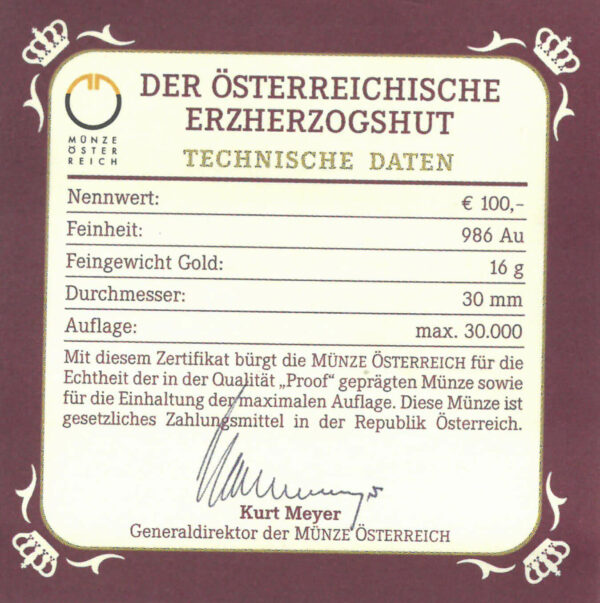 MÜNZE
ÖSTER
REICH
DER ÖSTERREICHISCHE
ERZHERZOGSHUT
TECHNISCHE DATEN
Nennwert: € 100,–
Feinheit: 986 Au
Feingewicht Gold: 16 g
Durchmesser: 30 mm
Auflage: max. 30.000
Mit diesem Zertifikat bürgt die MÜNZE ÖSTERREICH für die
Echtheit der in der Qualität „Proof“ geprägten Münze sowie
für die Einhaltung der maximalen Auflage. Diese Münze ist
gesetzliches Zahlungsmittel in der Republik Österreich.
Kurt Meyer
Generaldirektor der MÜNZE ÖSTERREICH